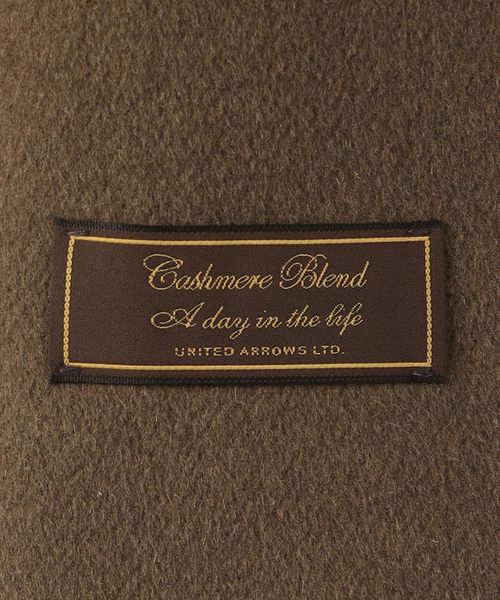 Cashmere Blend
A day in the life
UNITED ARROWS LTD.